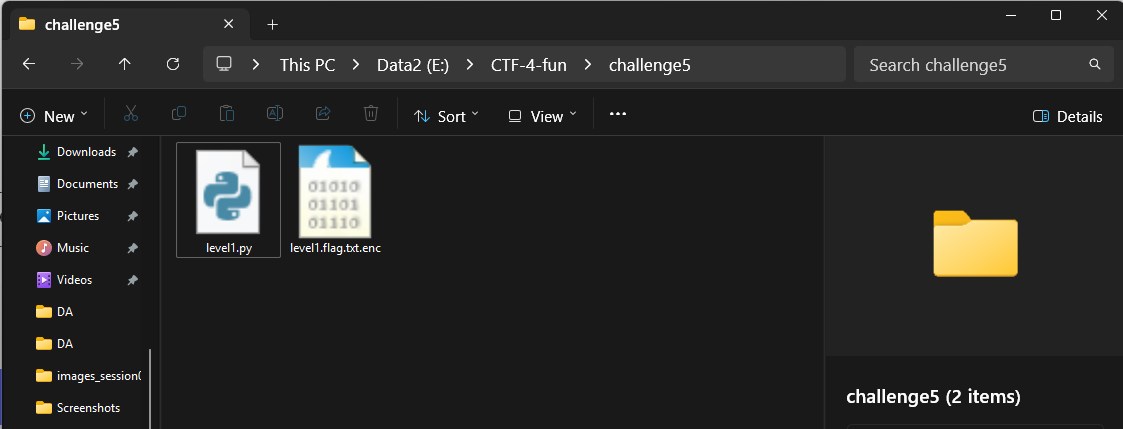 challenge5
This PC > Data2 (E:) > CTF-4-fun > challenge5
Search challenge5
New
Sort
View
Details
Downloads
Documents
Pictures
Music
Videos
DA
DA
images_session(
Screenshots
01010
01101
01110
level1.py
level1.flag.txt.enc
challenge5 (2 items)